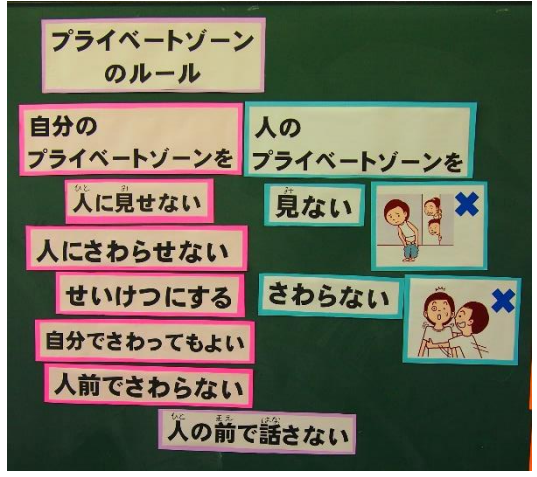 プライベートゾーン
のルール
自分の
プライベートゾーンを
人に見せない
人にさわらせない
せいけつにする
自分でさわってもよい
人前でさわらない
人の
プライベートゾーンを
見ない
さわらない
人の前で話さない